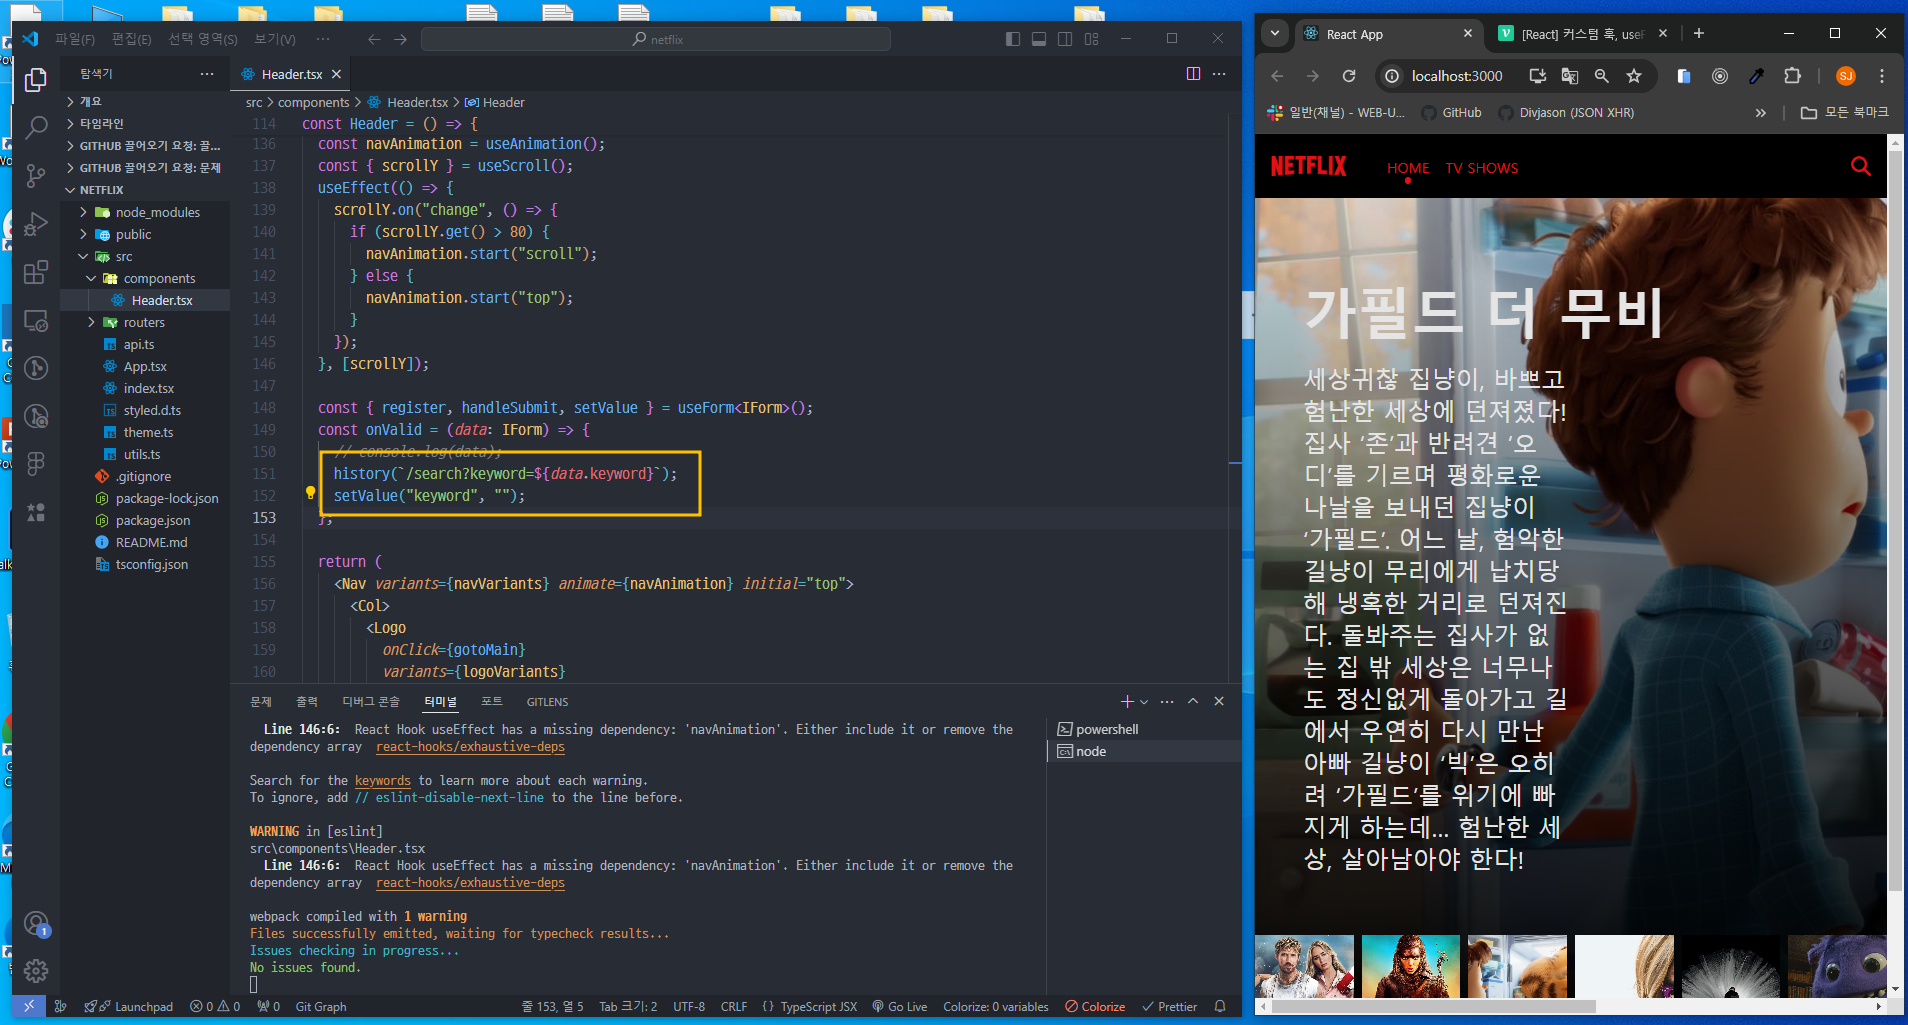 파일(F) 편집(E) 선택 영역(S) 보기(V) ··· netflix
탐색기 ···
개요
타임라인
GITHUB 끌어오기 요청: 끌...
GITHUB 끌어오기 요청: 문제
NETFLIX
node_modules
public
src
components
Header.tsx
routers
api.ts
App.tsx
index.tsx
styled.d.ts
theme.ts
utils.ts
.gitignore
package-lock.json
package.json
README.md
tsconfig.json
Header.tsx
src > components > Header.tsx > Header
114 const Header = () => {
136 const navAnimation = useAnimation();
137 const { scrollY } = useScroll();
138 useEffect(() => {
139 scrollY.on("change", () => {
140 if (scrollY.get() > 80) {
141 navAnimation.start("scroll");
142 } else {
143 navAnimation.start("top");
144 }
145 });
146 }, [scrollY]);
147
148 const { register, handleSubmit, setValue } = useForm<IForm>();
149 const onValid = (data: IForm) => {
150 // console.log(data);
151 history(`/search?keyword=${data.keyword}`);
152 setValue("keyword", "");
153 };
154
155 return (
156 <Nav variants={navVariants} animate={navAnimation} initial="top">
157 <Col>
158 <Logo
159 onClick={gotoMain}
160 variants={logoVariants}
문제 출력 디버그 콘솔 터미널 포트 GITLENS
Line 146:6: React Hook useEffect has a missing dependency: 'navAnimation'. Either include it or remove the
dependency array react-hooks/exhaustive-deps
Search for the keywords to learn more about each warning.
To ignore, add // eslint-disable-next-line to the line before.
WARNING in [eslint]
src\components\Header.tsx
Line 146:6: React Hook useEffect has a missing dependency: 'navAnimation'. Either include it or remove the
dependency array react-hooks/exhaustive-deps
webpack compiled with 1 warning
Files successfully emitted, waiting for typecheck results...
Issues checking in progress...
No issues found.
powershell
node
1
Launchpad 0 0 0 Git Graph 줄 153, 열 5 Tab 크기: 2 UTF-8 CRLF {} TypeScript JSX Go Live Colorize: 0 variables Colorize Prettier
React App
[React] 커스텀 훅, useF
localhost:3000
SJ
일반(채널) - WEB-U... GitHub Divjason (JSON XHR) » 모든 북마크
NETFLIX HOME TV SHOWS
가필드 더 무비
세상귀찮 집냥이, 바쁘고
험난한 세상에 던져졌다!
집사 ‘존’과 반려견 ‘오
디’를 기르며 평화로운
나날을 보내던 집냥이
‘가필드’. 어느 날, 험악한
길냥이 무리에게 납치당
해 냉혹한 거리로 던져진
다. 돌봐주는 집사가 없
는 집 밖 세상은 너무나
도 정신없게 돌아가고 길
에서 우연히 다시 만난
아빠 길냥이 ‘빅’은 오히
려 ‘가필드’를 위기에 빠
지게 하는데... 험난한 세
상, 살아남아야 한다!